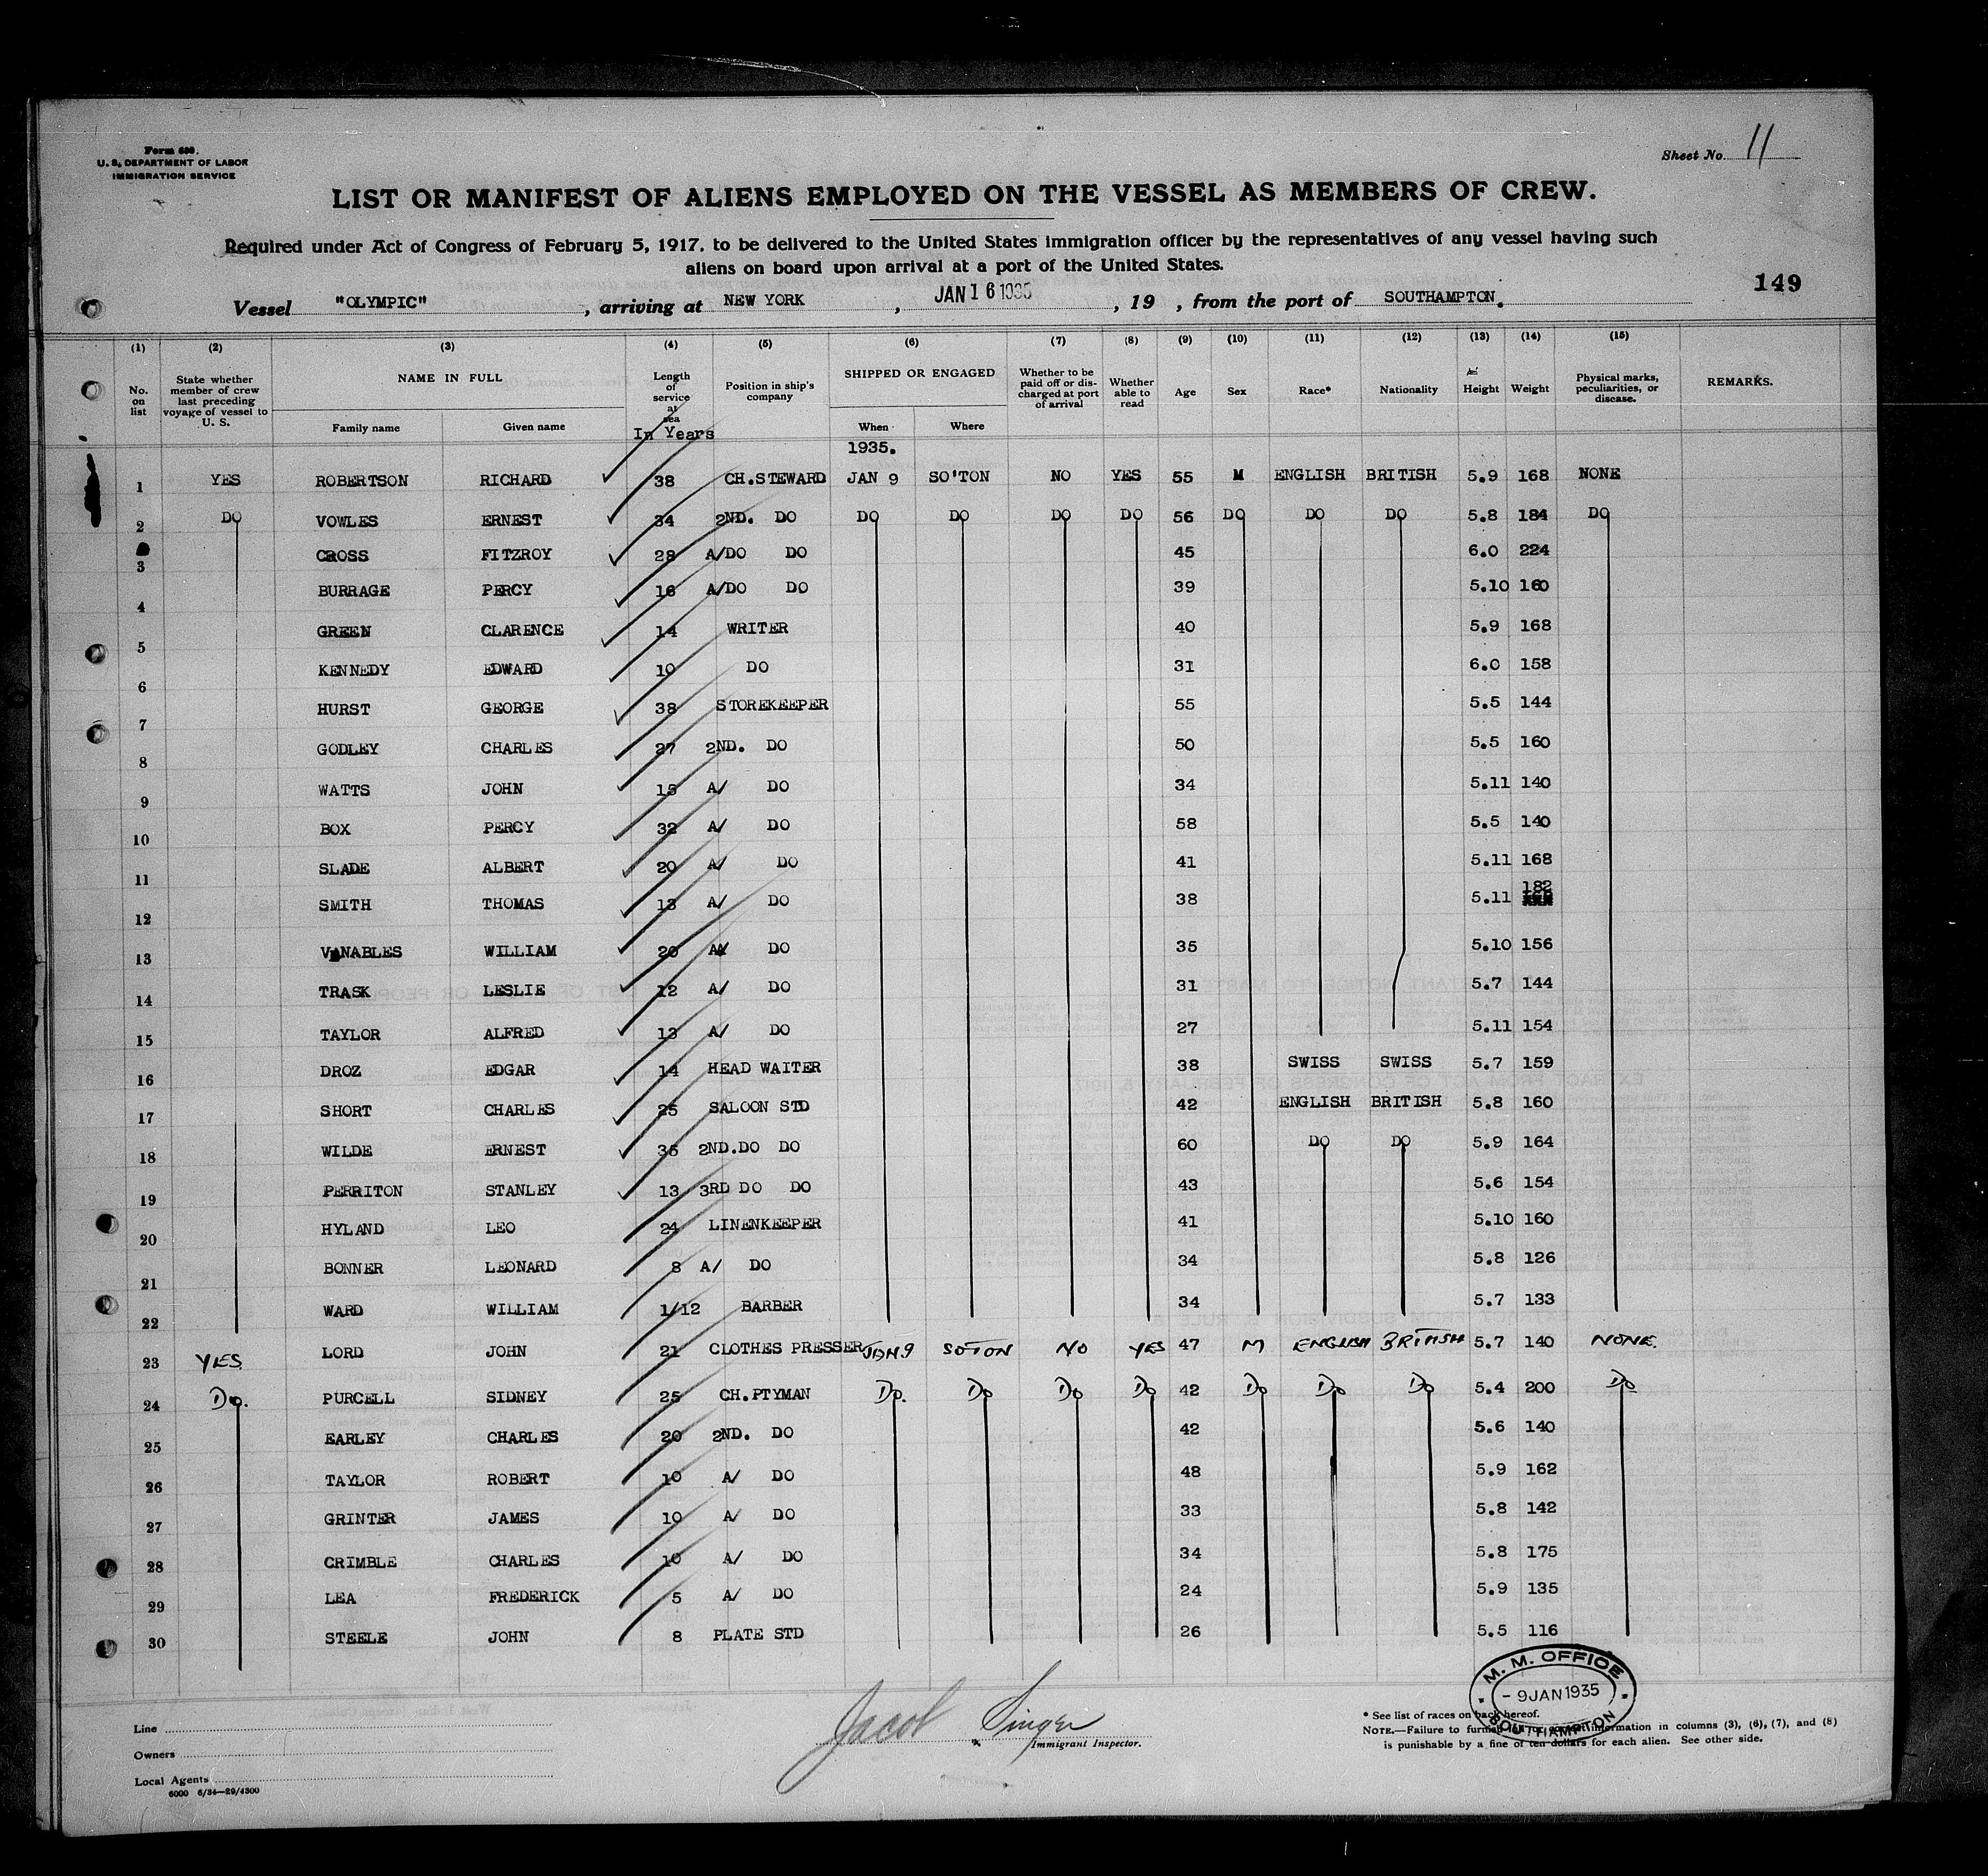 Form 680.
U. S. DEPARTMENT OF LABOR
IMMIGRATION SERVICE
Sheet No. 11
LIST OR MANIFEST OF ALIENS EMPLOYED ON THE VESSEL AS MEMBERS OF CREW.
Required under Act of Congress of February 5, 1917, to be delivered to the United States immigration officer by the representatives of any vessel having such
aliens on board upon arrival at a port of the United States.
149
Vessel "OLYMPIC", arriving at NEW YORK, JAN 16 1935, 19 , from the port of SOUTHAMPTON.
(1) (2) (3) (4) (5) (6) (7) (8) (9) (10) (11) (12) (13) (14) (15)
No. on list
State whether member of crew last preceding voyage of vessel to U. S.
NAME IN FULL
Family name Given name
Length of service at sea
In Years
Position in ship's company
SHIPPED OR ENGAGED
When Where
1935.
Whether to be paid off or discharged at port of arrival
Whether able to read
Age
Sex
Race*
Nationality
Height
Weight
Physical marks, peculiarities, or disease.
REMARKS.
1 YES ROBERTSON RICHARD 38 CH.STEWARD JAN 9 SO'TON NO YES 55 M ENGLISH BRITISH 5.9 168 NONE
2 DO VOWLES ERNEST 34 2ND. DO DO DO DO DO 56 DO DO DO 5.8 184 DO
3 CROSS FITZROY 28 A/DO DO 45 6.0 224
4 BURRAGE PERCY 16 A/DO DO 39 5.10 160
5 GREEN CLARENCE 14 WRITER 40 5.9 168
6 KENNEDY EDWARD 10 DO 31 6.0 158
7 HURST GEORGE 38 STOREKEEPER 55 5.5 144
8 GODLEY CHARLES 27 2ND. DO 50 5.5 160
9 WATTS JOHN 15 A/ DO 34 5.11 140
10 BOX PERCY 32 A/ DO 58 5.5 140
11 SLADE ALBERT 20 A/ DO 41 5.11 168
12 SMITH THOMAS 13 A/ DO 38 5.11 182
13 VANABLES WILLIAM 20 A/ DO 35 5.10 156
14 TRASK LESLIE 12 A/ DO 31 5.7 144
15 TAYLOR ALFRED 13 A/ DO 27 5.11 154
16 DROZ EDGAR 14 HEAD WAITER 38 SWISS SWISS 5.7 159
17 SHORT CHARLES 25 SALOON STD 42 ENGLISH BRITISH 5.8 160
18 WILDE ERNEST 36 2ND.DO DO 60 DO DO 5.9 164
19 PERRITON STANLEY 13 3RD DO DO 43 5.6 154
20 HYLAND LEO 24 LINENKEEPER 41 5.10 160
21 BONNER LEONARD 8 A/ DO 34 5.8 126
22 WARD WILLIAM 1/12 BARBER 34 5.7 133
23 YES. LORD JOHN 21 CLOTHES PRESSER JAN 9 SOTON NO YES 47 M ENGLISH BRITISH 5.7 140 NONE.
24 Do. PURCELL SIDNEY 25 CH.PTYMAN Do. Do Do Do 42 Do Do Do 5.4 200 Do
25 EARLEY CHARLES 20 2ND. DO 42 5.6 140
26 TAYLOR ROBERT 10 A/ DO 48 5.9 162
27 GRINTER JAMES 10 A/ DO 33 5.8 142
28 CRIMBLE CHARLES 10 A/ DO 34 5.8 175
29 LEA FREDERICK 5 A/ DO 24 5.9 135
30 STEELE JOHN 8 PLATE STD 26 5.5 116
M. M. OFFICE
- 9 JAN 1935
SOUTHAMPTON
Line
Owners
Local Agents
6000 6/34—29/4300
Jacob Singer
Immigrant Inspector.
* See list of races on back hereof.
NOTE.—Failure to furnish full or correct information in columns (3), (6), (7), and (8)
is punishable by a fine of ten dollars for each alien. See other side.